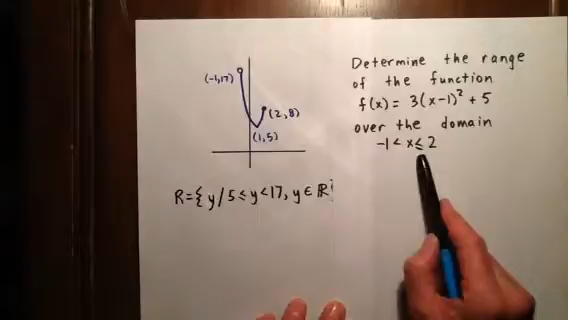 Determine the range
of the function
f(x) = 3(x-1)² + 5
over the domain
-1 < x ≤ 2
(-1,17)
(2,8)
(1,5)
R={y/5≤y<17, y∈ℝ}